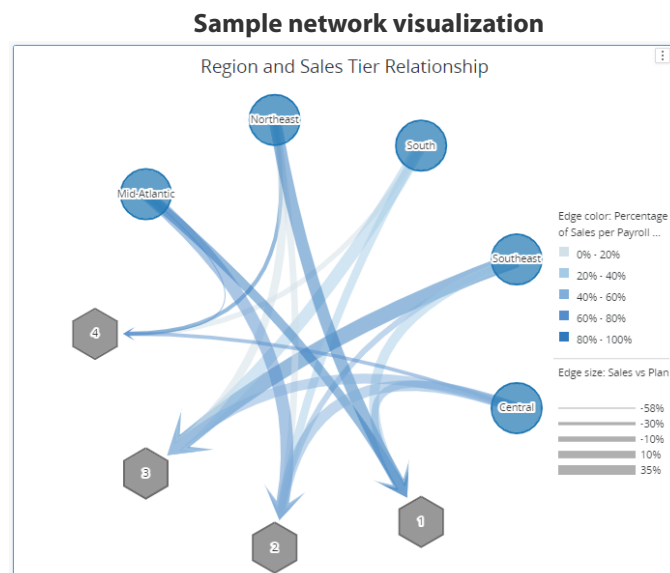 Sample network visualization
Region and Sales Tier Relationship
Northeast
South
Mid-Atlantic
Southeast
4
Central
3
2
1
Edge color: Percentage
of Sales per Payroll ...
0% - 20%
20% - 40%
40% - 60%
60% - 80%
80% - 100%
Edge size: Sales vs Plan
-58%
-30%
-10%
10%
35%